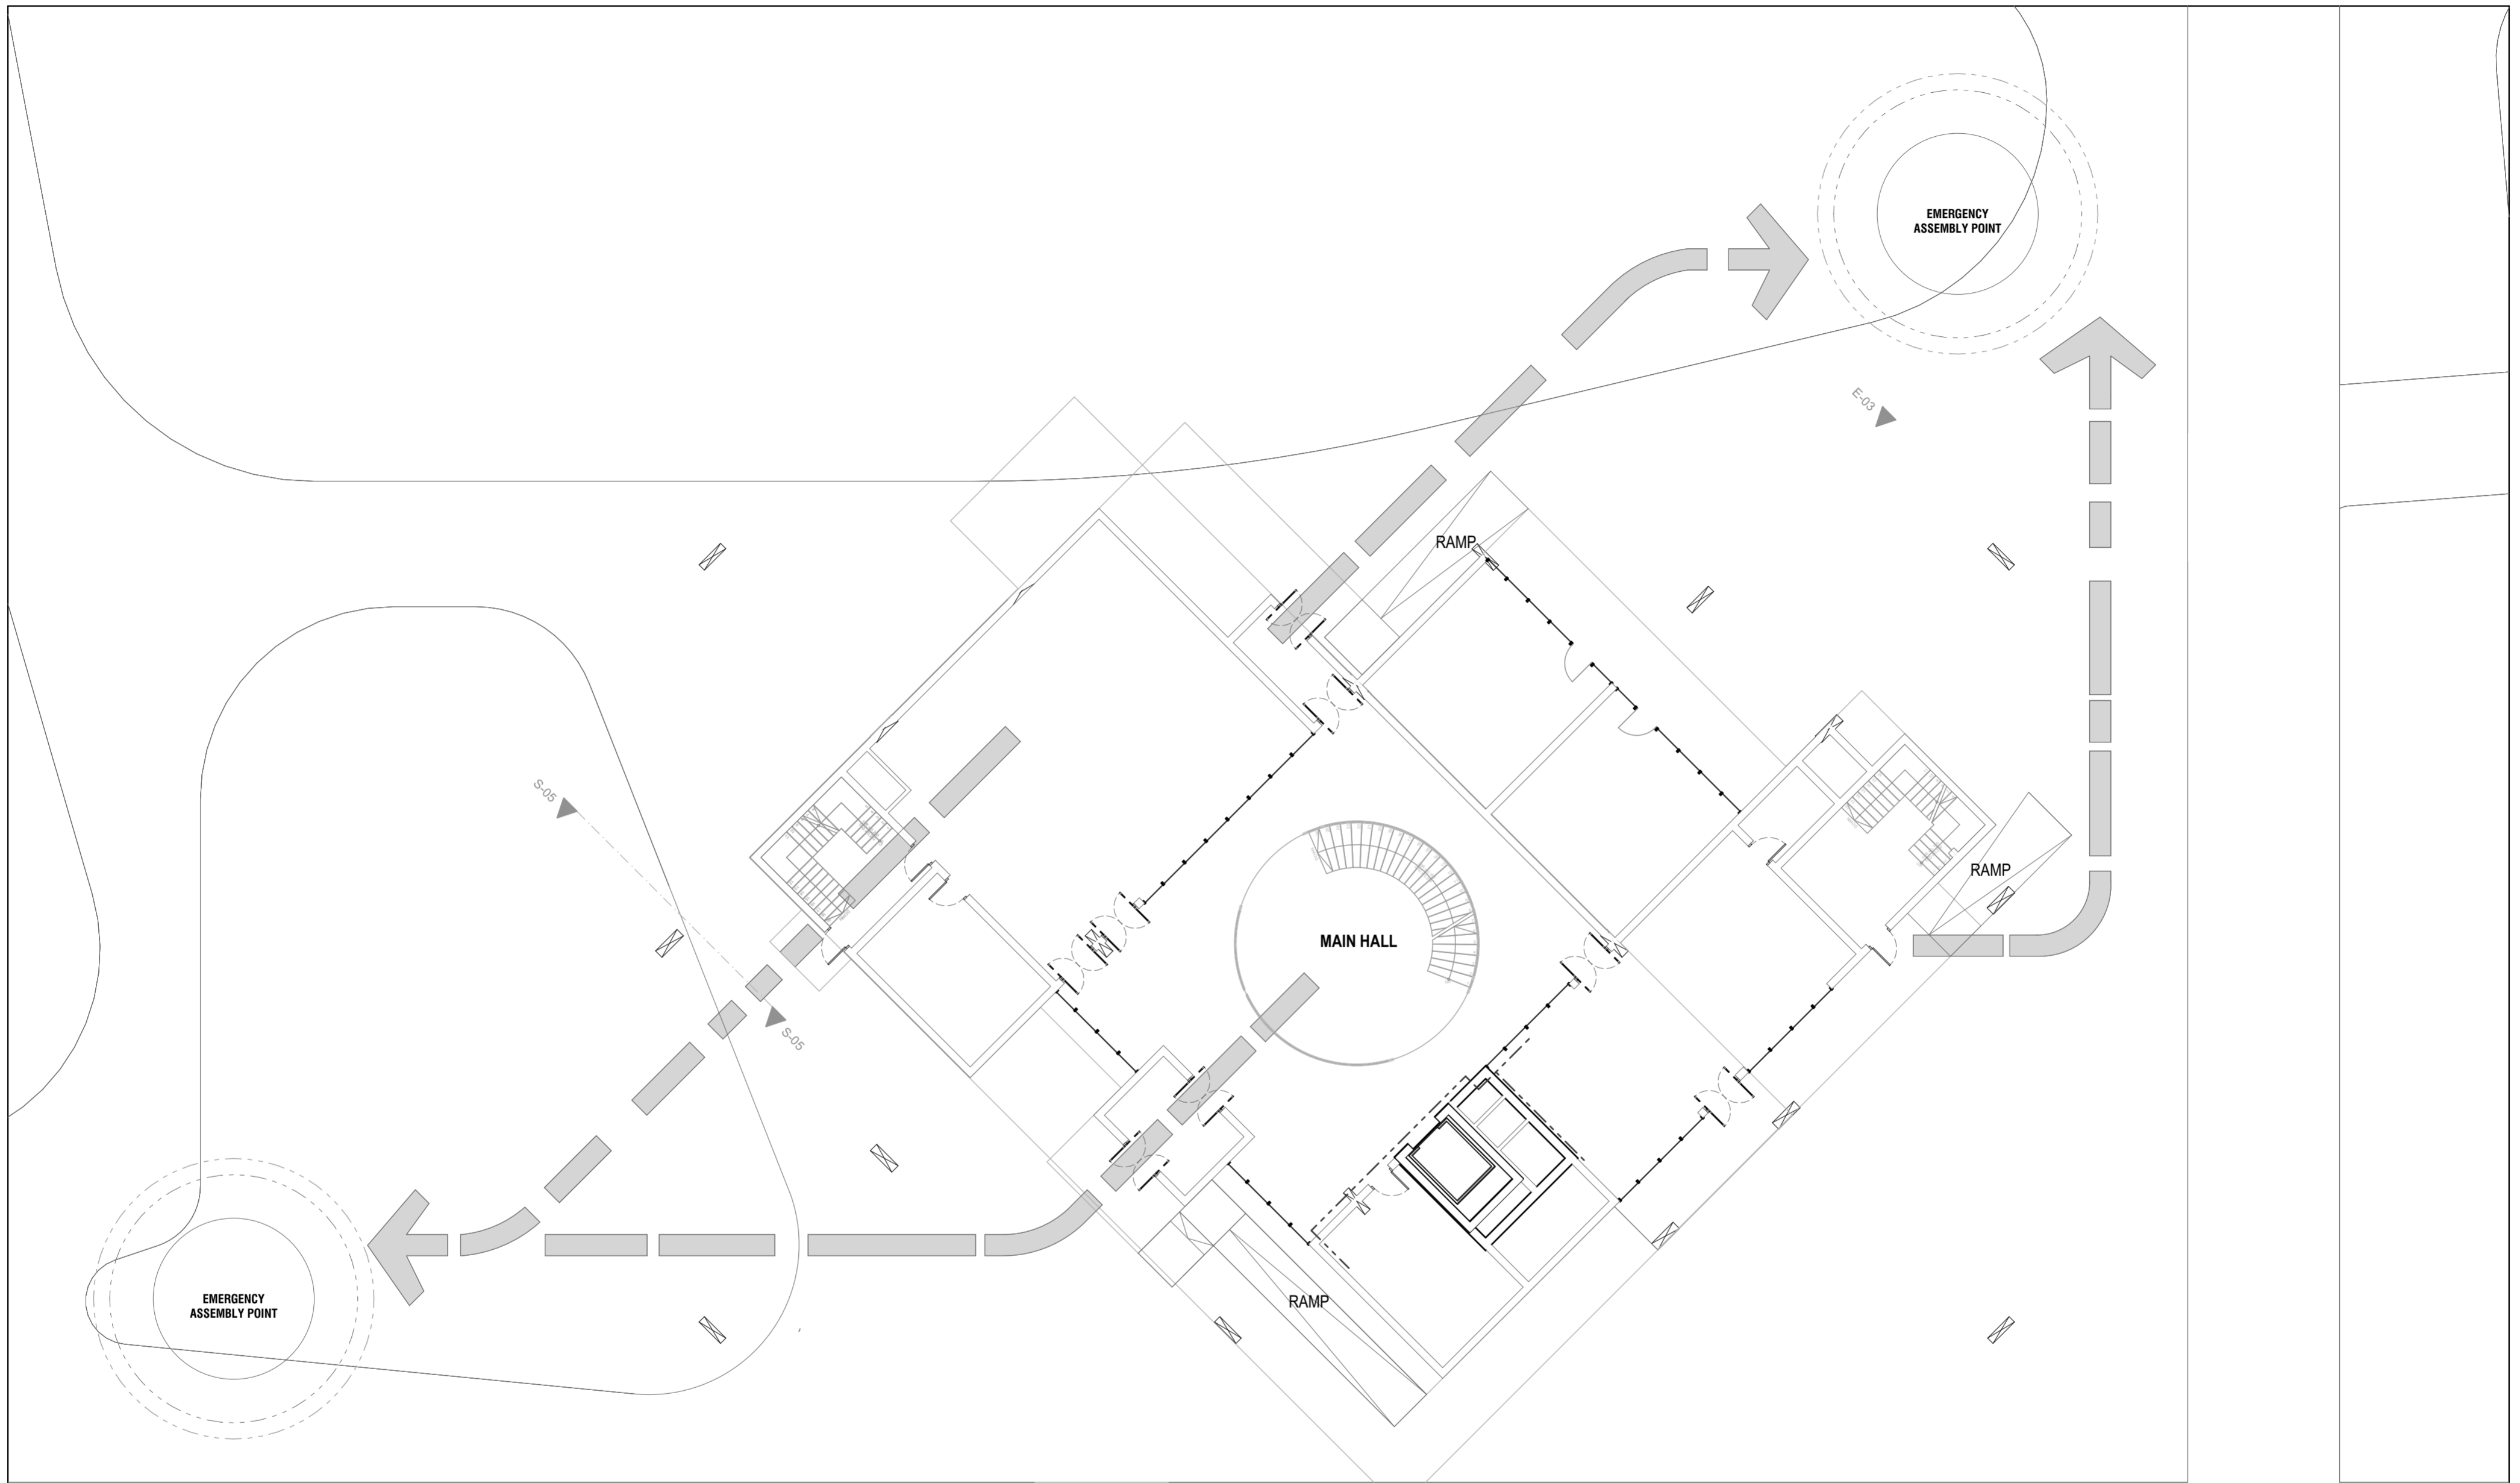 EMERGENCY
ASSEMBLY POINT
E-03
RAMP
S-05
RAMP
MAIN HALL
S-05
EMERGENCY
ASSEMBLY POINT
RAMP